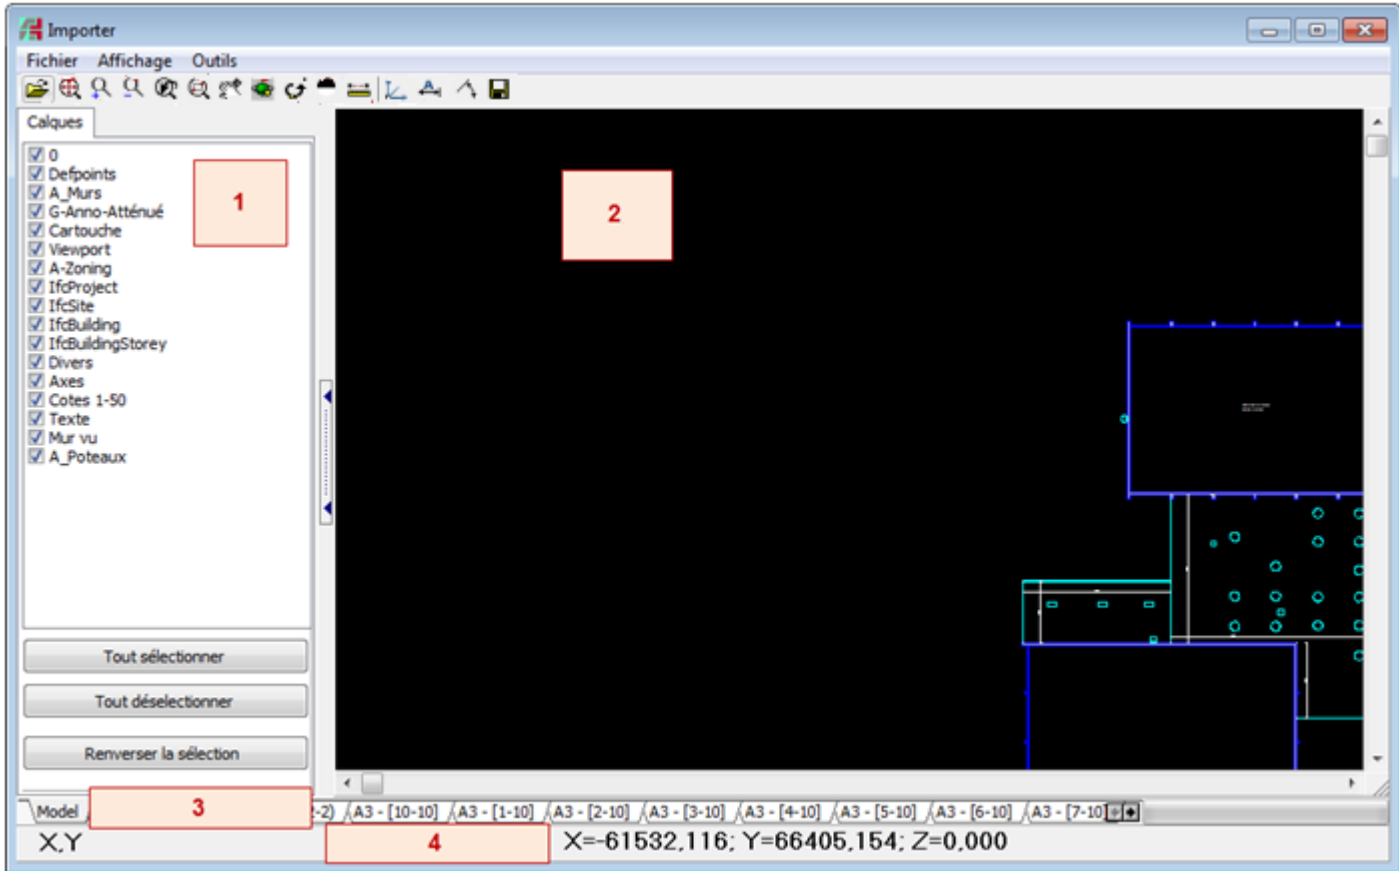 Importer
Fichier Affichage Outils
Calques
0
Defpoints
A_Murs
G-Anno-Atténué
Cartouche
Viewport
A-Zoning
IfcProject
IfcSite
IfcBuilding
IfcBuildingStorey
Divers
Axes
Cotes 1-50
Texte
Mur vu
A_Poteaux
1
2
Tout sélectionner
Tout déselectionner
Renverser la sélection
Model 3 -2) A3 - [10-10] A3 - [1-10] A3 - [2-10] A3 - [3-10] A3 - [4-10] A3 - [5-10] A3 - [6-10] A3 - [7-10]
X,Y 4 X=-61532,116; Y=66405,154; Z=0,000